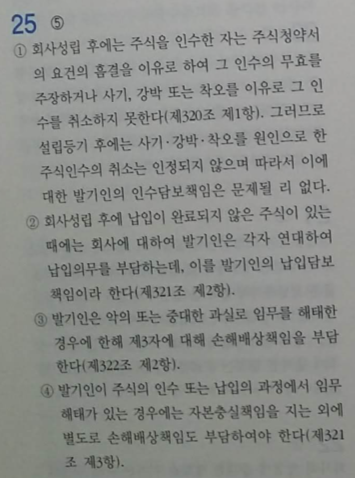 25 ⑤
① 회사성립 후에는 주식을 인수한 자는 주식청약서
의 요건의 흠결을 이유로 하여 그 인수의 무효를
주장하거나 사기, 강박 또는 착오를 이유로 그 인
수를 취소하지 못한다(제320조 제1항). 그러므로
설립등기 후에는 사기·강박·착오를 원인으로 한
주식인수의 취소는 인정되지 않으며 따라서 이에
대한 발기인의 인수담보책임은 문제될 리 없다.
② 회사성립 후에 납입이 완료되지 않은 주식이 있는
때에는 회사에 대하여 발기인은 각자 연대하여
납입의무를 부담하는데, 이를 발기인의 납입담보
책임이라 한다(제321조 제2항).
③ 발기인은 악의 또는 중대한 과실로 임무를 해태한
경우에 한해 제3자에 대해 손해배상책임을 부담
한다(제322조 제2항).
④ 발기인이 주식의 인수 또는 납입의 과정에서 임무
해태가 있는 경우에는 자본충실책임을 지는 외에
별도로 손해배상책임도 부담하여야 한다(제321
조 제3항).